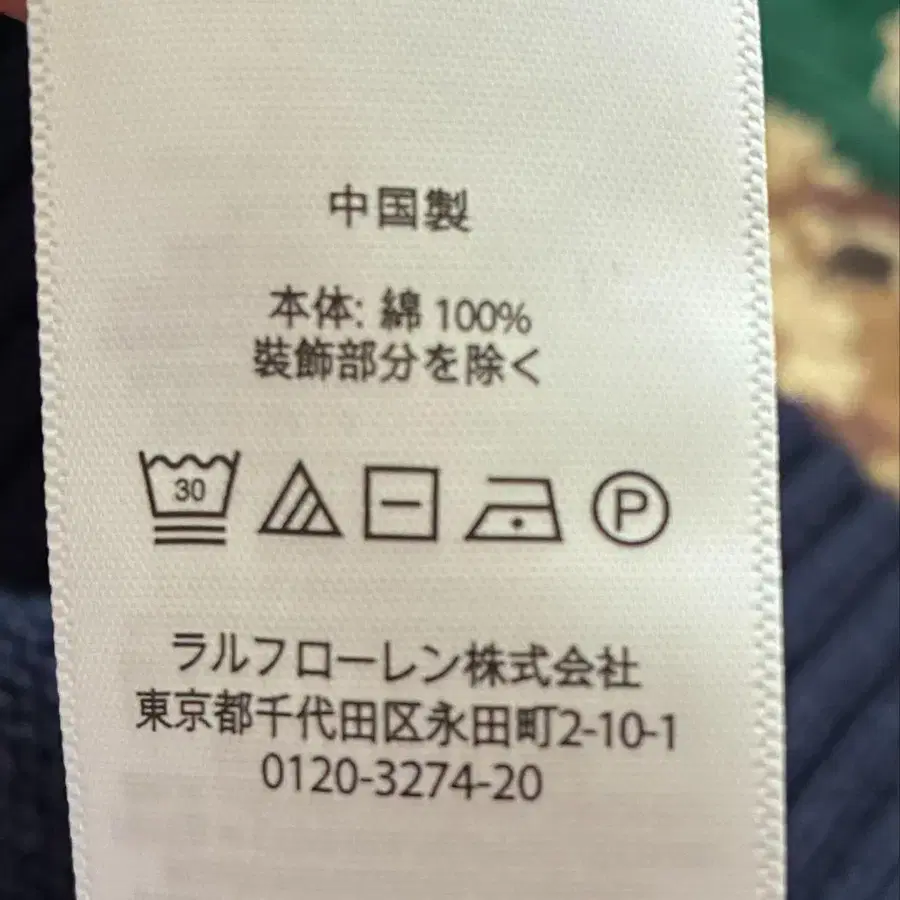 中国製
本体: 綿 100%
装飾部分を除く
30
P
ラルフローレン株式会社
東京都千代田区永田町2-10-1
0120-3274-20